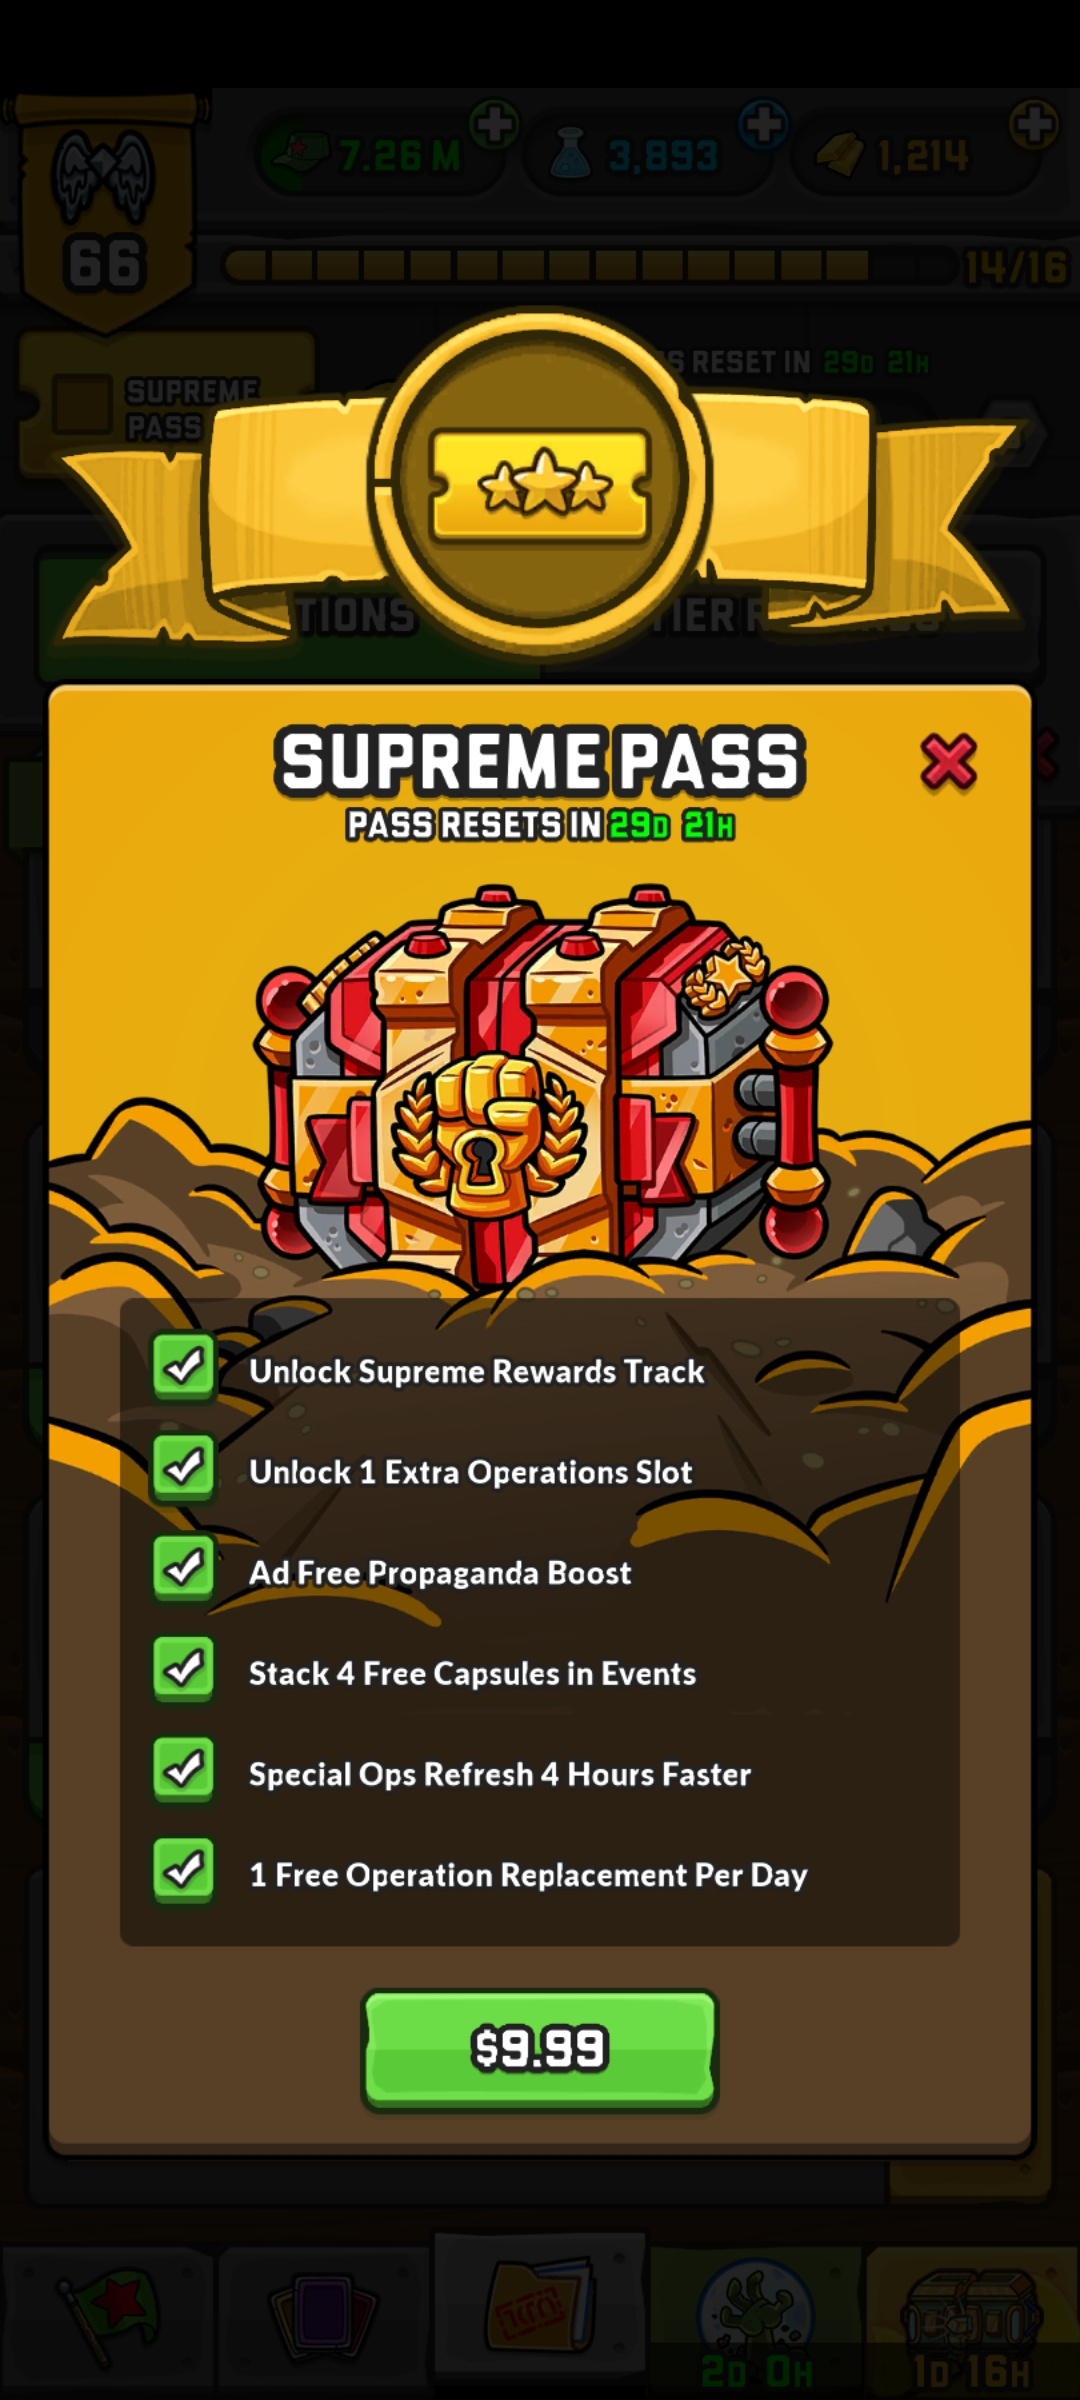 7.26 M
3,893
1,214
66
14/16
S RESET IN 29D 21H
SUPREME
PASS
TIONS
TIER R
SUPREME PASS
PASS RESETS IN 29D 21H
Unlock Supreme Rewards Track
Unlock 1 Extra Operations Slot
Ad Free Propaganda Boost
Stack 4 Free Capsules in Events
Special Ops Refresh 4 Hours Faster
1 Free Operation Replacement Per Day
$9.99
2D 0H
1D 16H